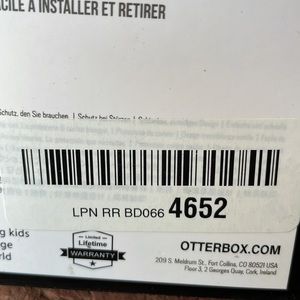 FACILE À INSTALLER ET RETIRER
Schutz, den Sie brauchen | Schutz bei Stürzen |
LPN RR BD066 4652
g kids
ge
rld
Limited
Lifetime
WARRANTY
OTTERBOX.COM
209 S. Meldrum St., Fort Collins, CO 80521 USA
Floor 3, 2 Georges Quay, Cork, Ireland